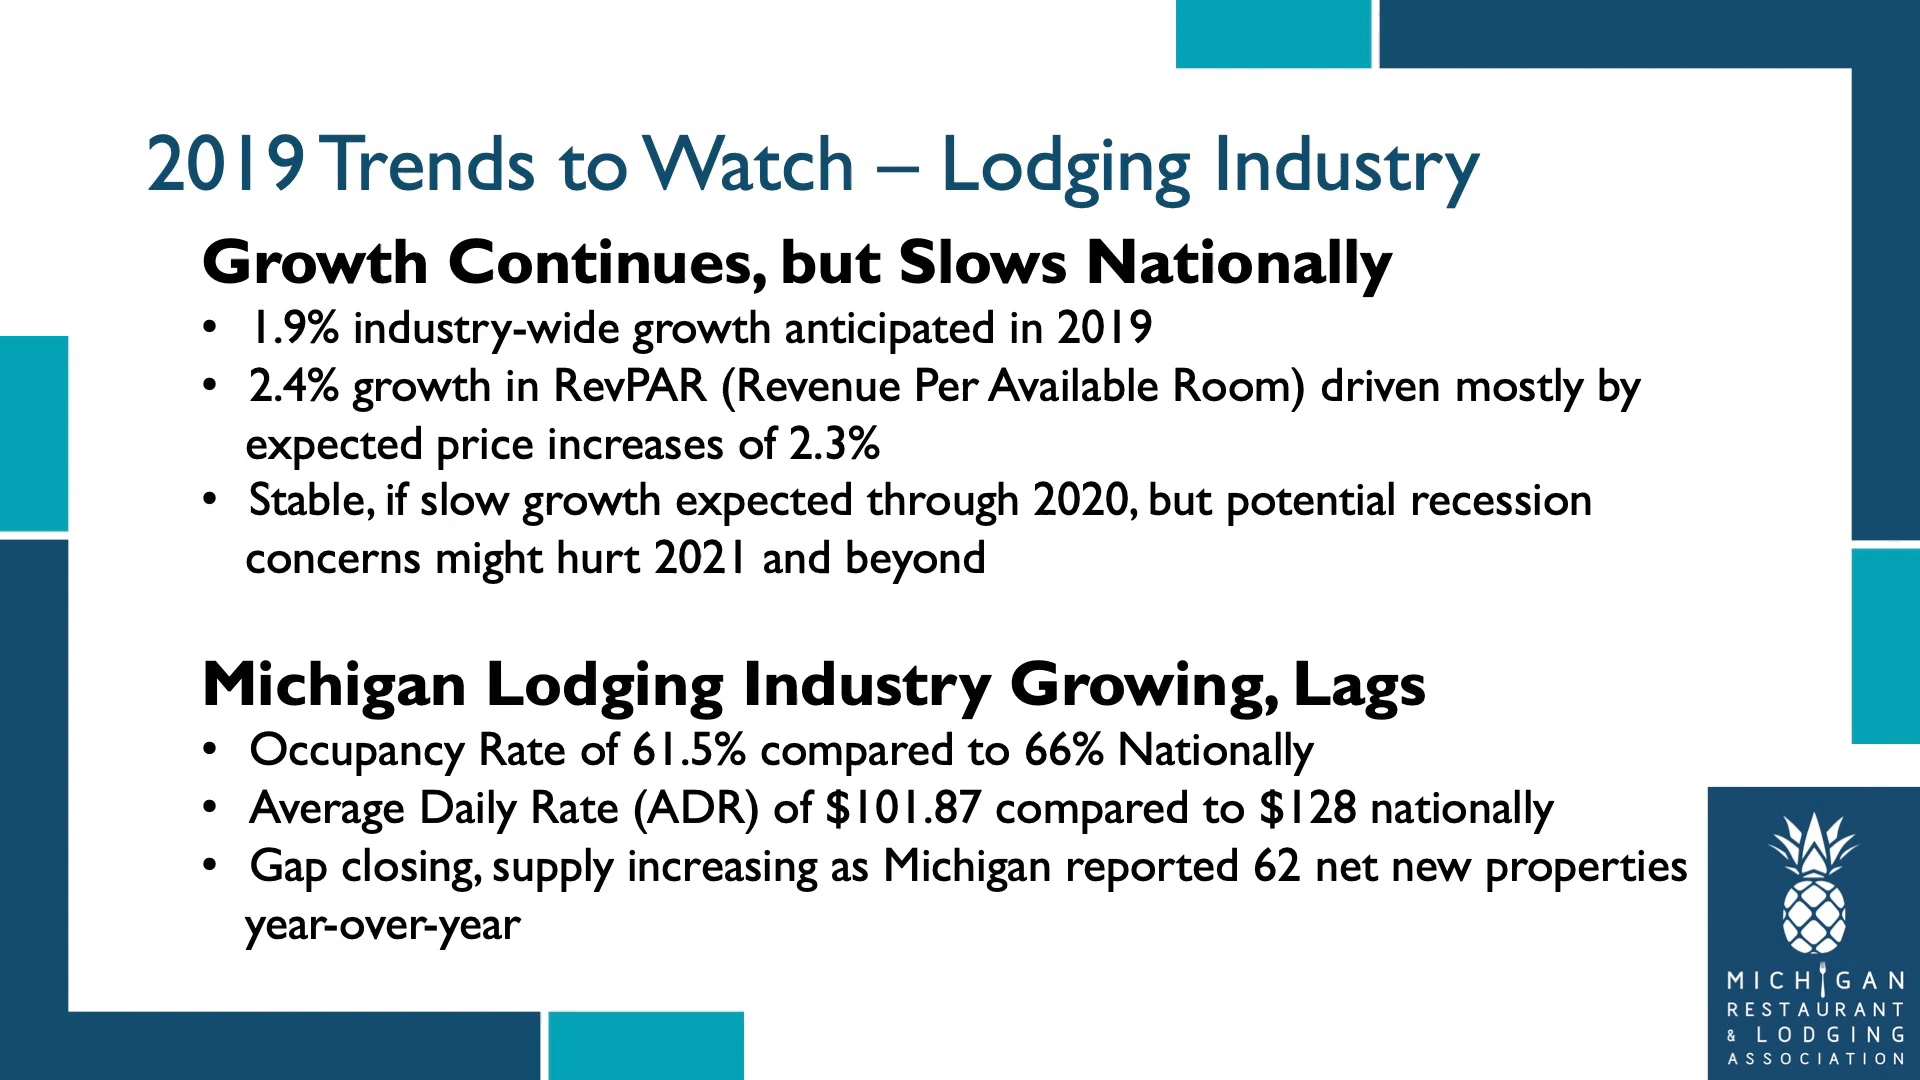 2019 Trends to Watch – Lodging Industry
Growth Continues, but Slows Nationally
• 1.9% industry-wide growth anticipated in 2019
• 2.4% growth in RevPAR (Revenue Per Available Room) driven mostly by
expected price increases of 2.3%
• Stable, if slow growth expected through 2020, but potential recession
concerns might hurt 2021 and beyond
Michigan Lodging Industry Growing, Lags
• Occupancy Rate of 61.5% compared to 66% Nationally
• Average Daily Rate (ADR) of $101.87 compared to $128 nationally
• Gap closing, supply increasing as Michigan reported 62 net new properties
year-over-year
MICHIGAN
RESTAURANT
& LODGING
ASSOCIATION